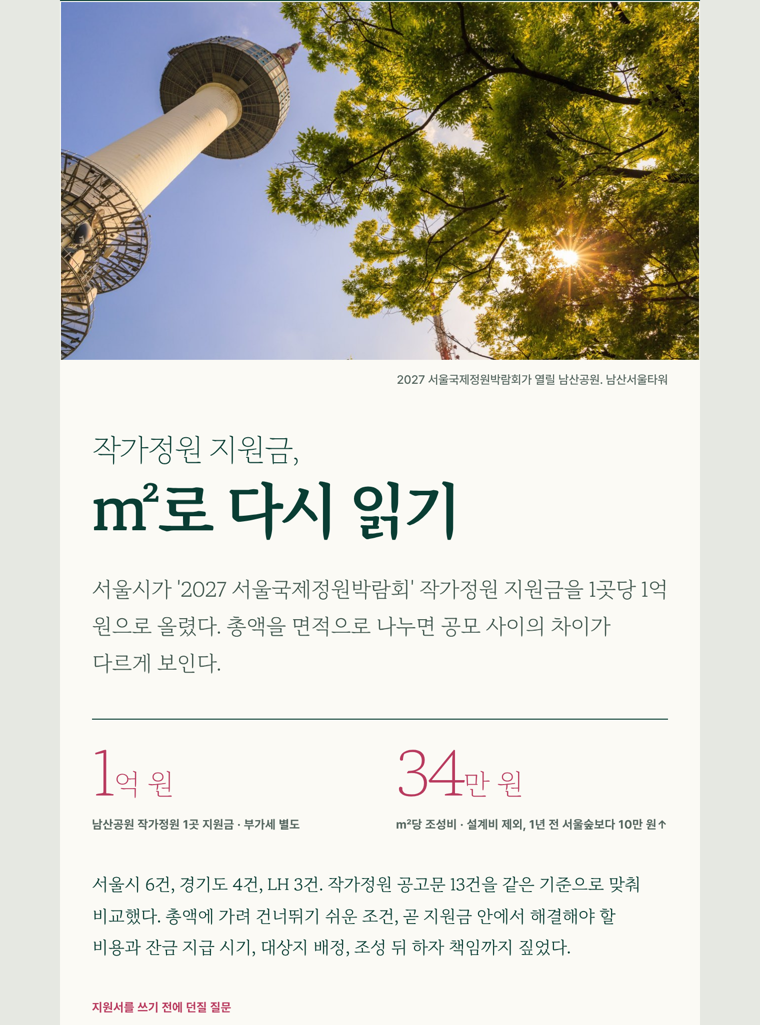 2027 서울국제정원박람회가 열릴 남산공원. 남산서울타워
작가정원 지원금,
m²로 다시 읽기
서울시가 '2027 서울국제정원박람회' 작가정원 지원금을 1곳당 1억
원으로 올렸다. 총액을 면적으로 나누면 공모 사이의 차이가
다르게 보인다.
1억 원
남산공원 작가정원 1곳 지원금 · 부가세 별도
34만 원
m²당 조성비 · 설계비 제외, 1년 전 서울숲보다 10만 원↑
서울시 6건, 경기도 4건, LH 3건. 작가정원 공고문 13건을 같은 기준으로 맞춰
비교했다. 총액에 가려 건너뛰기 쉬운 조건, 곧 지원금 안에서 해결해야 할
비용과 잔금 지급 시기, 대상지 배정, 조성 뒤 하자 책임까지 짚었다.
지원서를 쓰기 전에 던질 질문